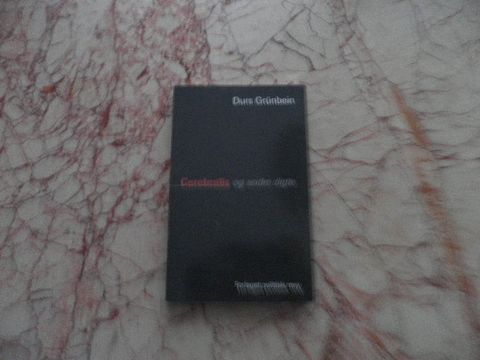 Durs Grünbein
Cerebralis og andre digte